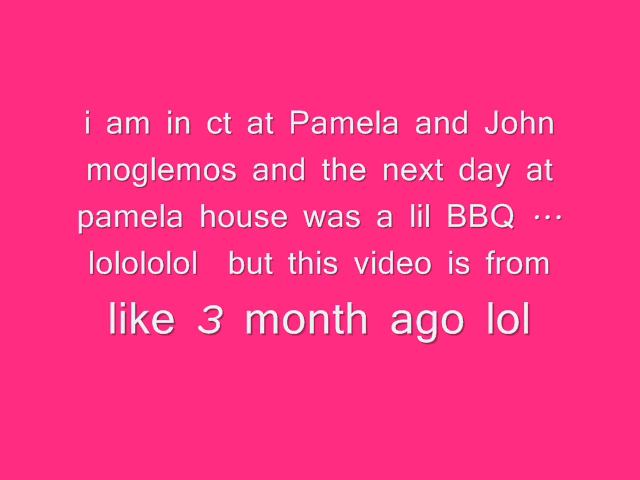 i am in ct at Pamela and John
moglemos and the next day at
pamela house was a lil BBQ ...
lolololol but this video is from
like 3 month ago lol